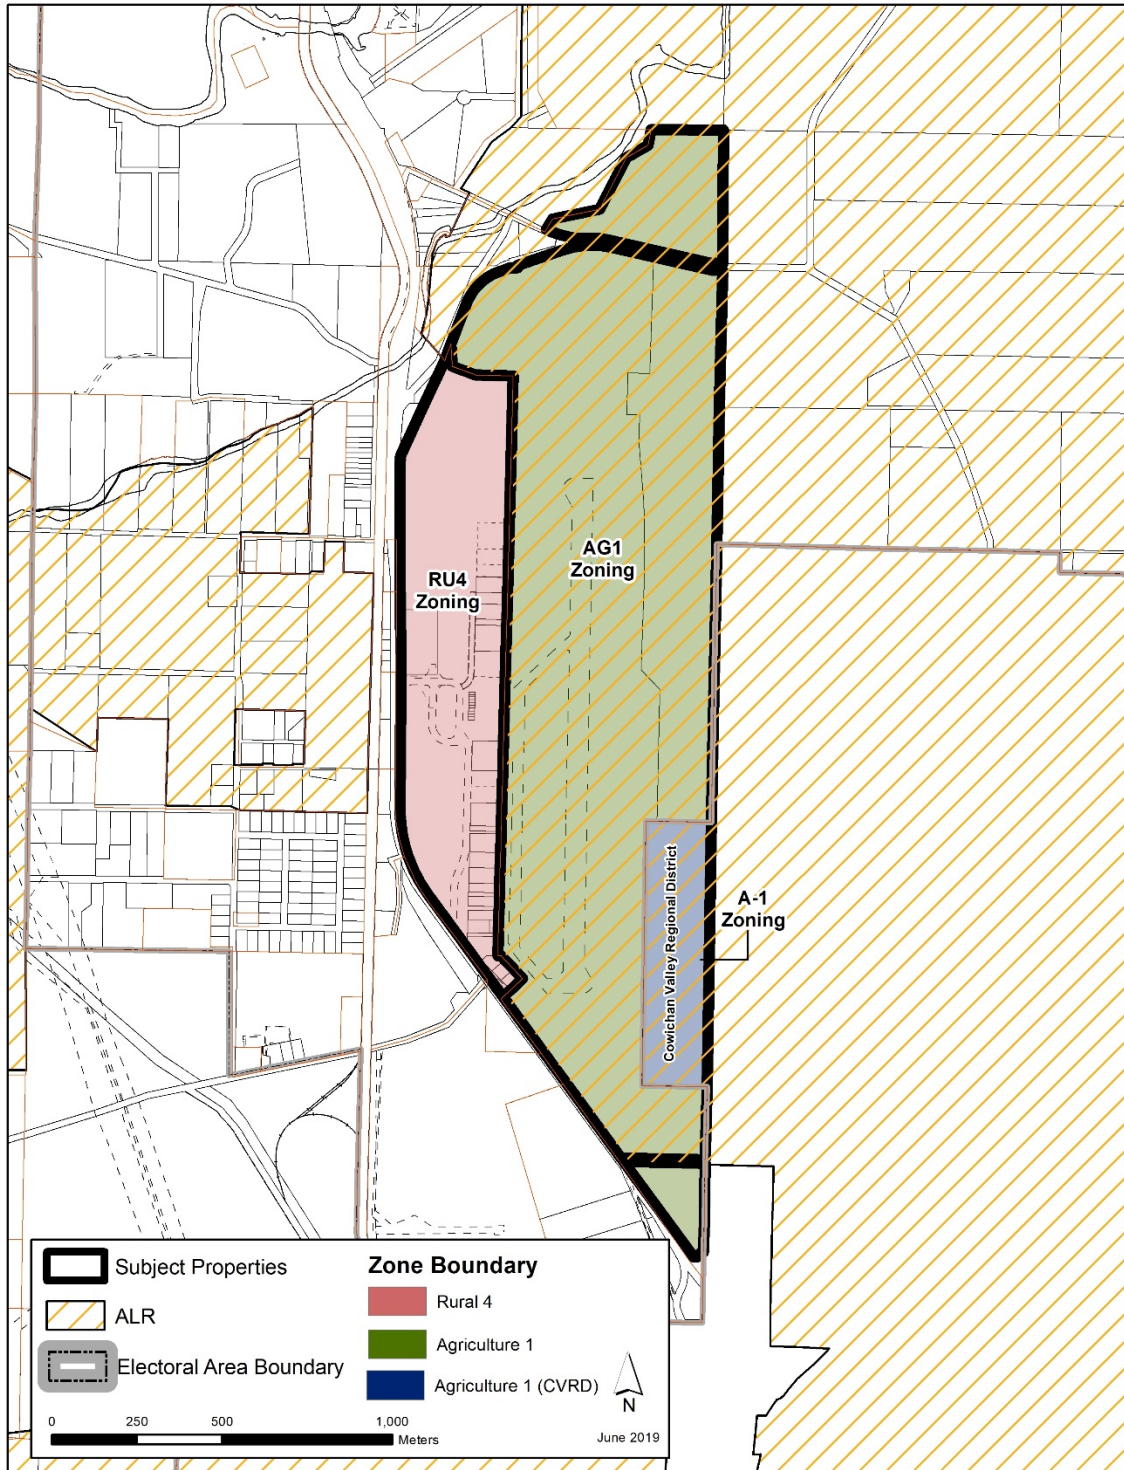 AG1
Zoning
RU4
Zoning
Cowichan Valley Regional District
A-1
Zoning
Subject Properties
ALR
Electoral Area Boundary
Zone Boundary
Rural 4
Agriculture 1
Agriculture 1 (CVRD)
N
0 250 500 1,000
Meters
June 2019